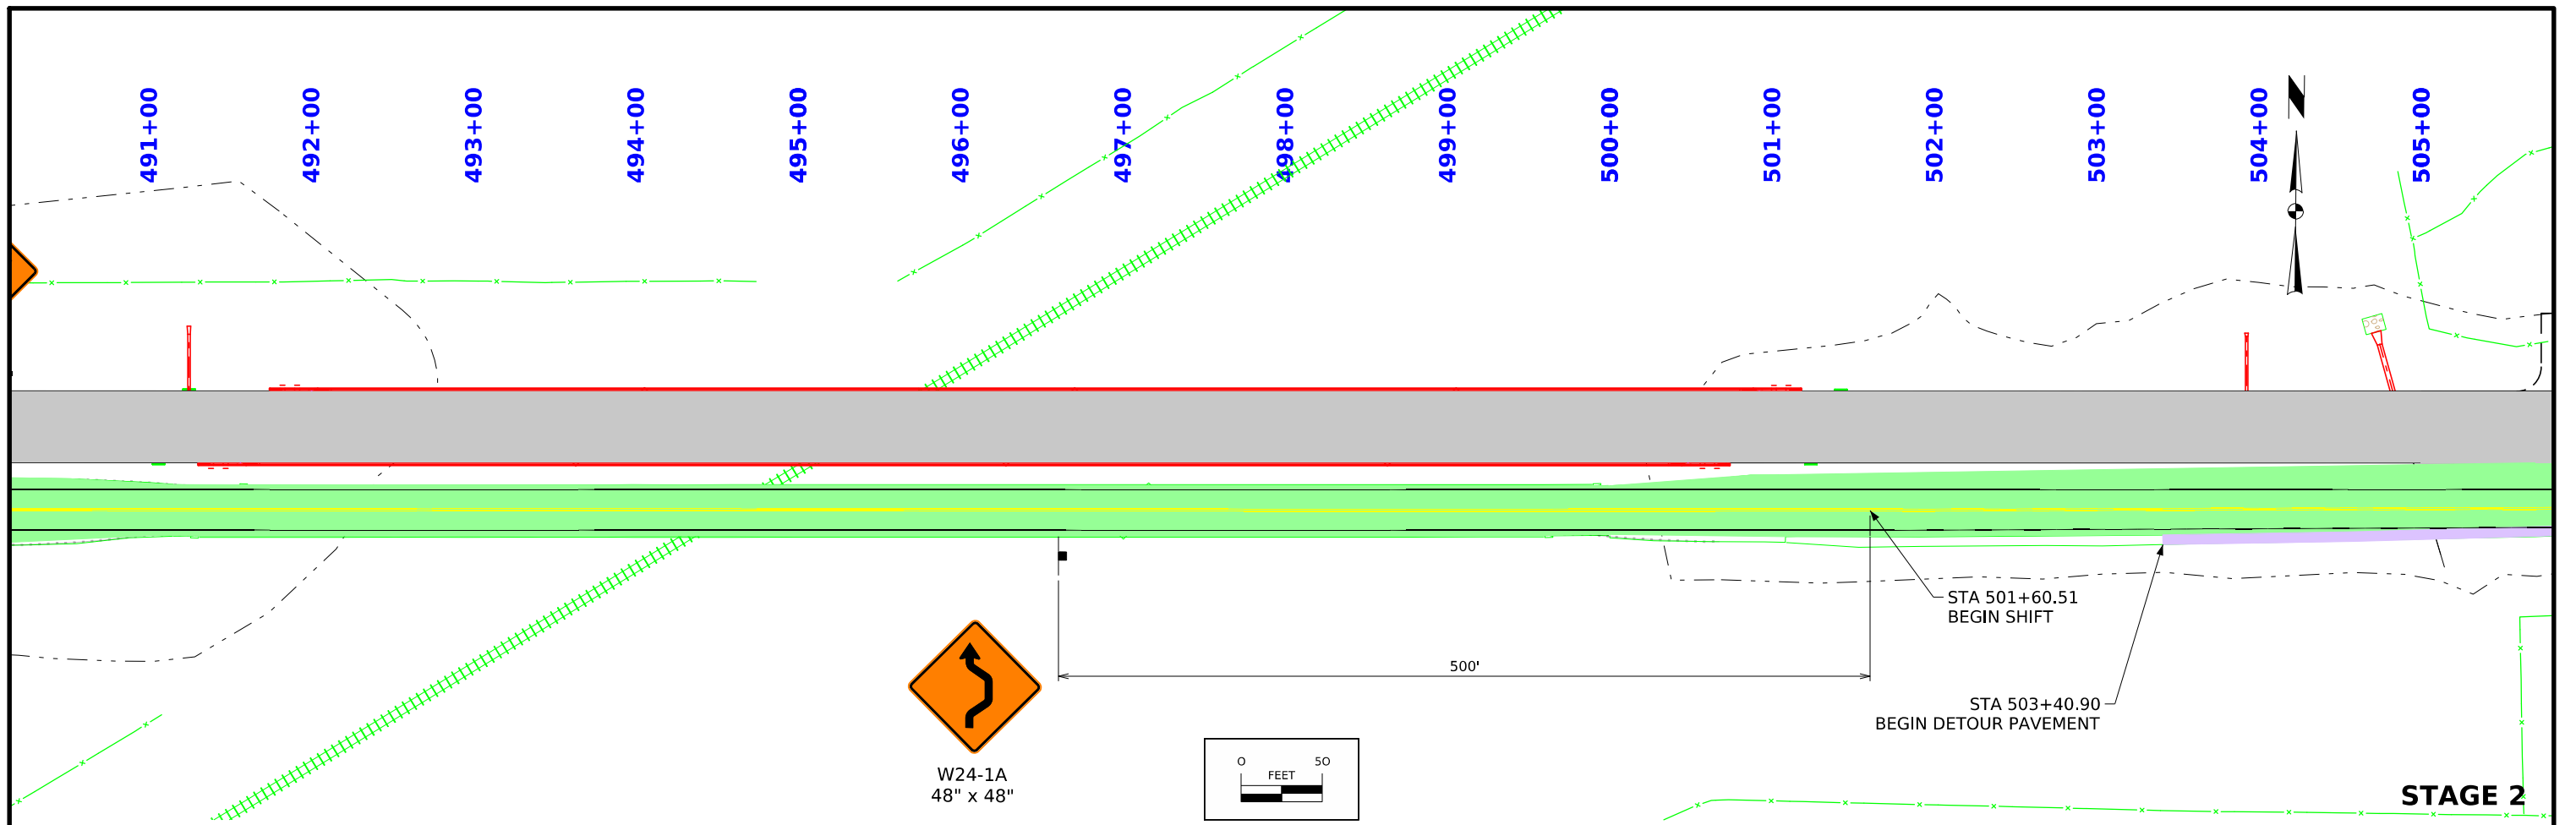 491+00
492+00
493+00
494+00
495+00
496+00
497+00
498+00
499+00
500+00
501+00
502+00
503+00
504+00
505+00
N
STA 501+60.51
BEGIN SHIFT
500'
STA 503+40.90
BEGIN DETOUR PAVEMENT
W24-1A
48" x 48"
0 50
FEET
STAGE 2